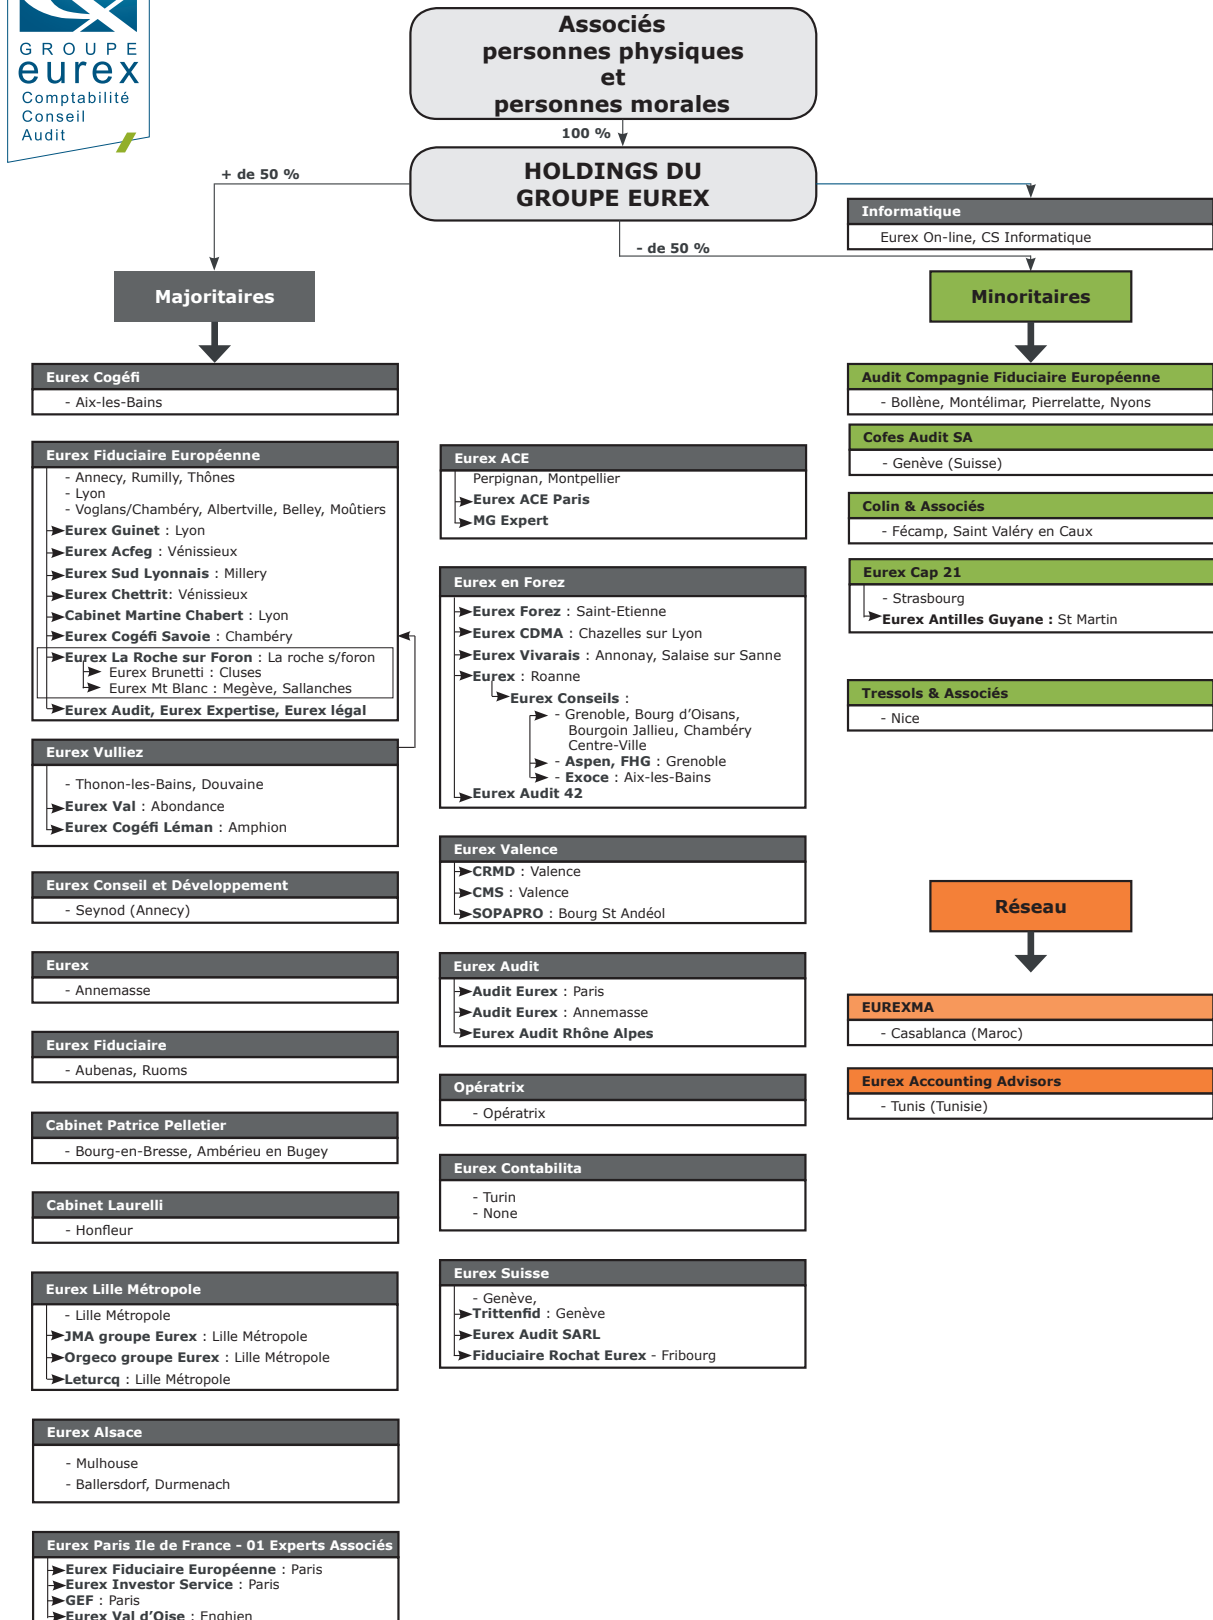 GROUPE
eurex
Comptabilité
Conseil
Audit
Associés
personnes physiques
et
personnes morales
100 %
HOLDINGS DU
GROUPE EUREX
+ de 50 %
- de 50 %
Informatique
Eurex On-line, CS Informatique
Majoritaires
Minoritaires
Eurex Cogéfi
- Aix-les-Bains
Eurex Fiduciaire Européenne
- Annecy, Rumilly, Thônes
- Lyon
- Voglans/Chambéry, Albertville, Belley, Moûtiers
Eurex Guinet : Lyon
Eurex Acfeg : Vénissieux
Eurex Sud Lyonnais : Millery
Eurex Chettrit: Vénissieux
Cabinet Martine Chabert : Lyon
Eurex Cogéfi Savoie : Chambéry
Eurex La Roche sur Foron : La roche s/foron
Eurex Brunetti : Cluses
Eurex Mt Blanc : Megève, Sallanches
Eurex Audit, Eurex Expertise, Eurex légal
Eurex Vulliez
- Thonon-les-Bains, Douvaine
Eurex Val : Abondance
Eurex Cogéfi Léman : Amphion
Eurex Conseil et Développement
- Seynod (Annecy)
Eurex
- Annemasse
Eurex Fiduciaire
- Aubenas, Ruoms
Cabinet Patrice Pelletier
- Bourg-en-Bresse, Ambérieu en Bugey
Cabinet Laurelli
- Honfleur
Eurex Lille Métropole
- Lille Métropole
JMA groupe Eurex : Lille Métropole
Orgeco groupe Eurex : Lille Métropole
Leturcq : Lille Métropole
Eurex Alsace
- Mulhouse
- Ballersdorf, Durmenach
Eurex Paris Ile de France - 01 Experts Associés
Eurex Fiduciaire Européenne : Paris
Eurex Investor Service : Paris
GEF : Paris
Eurex Val d'Oise : Enghien
Eurex ACE
Perpignan, Montpellier
Eurex ACE Paris
MG Expert
Eurex en Forez
Eurex Forez : Saint-Etienne
Eurex CDMA : Chazelles sur Lyon
Eurex Vivarais : Annonay, Salaise sur Sanne
Eurex : Roanne
Eurex Conseils :
- Grenoble, Bourg d'Oisans,
Bourgoin Jallieu, Chambéry
Centre-Ville
- Aspen, FHG : Grenoble
- Exoce : Aix-les-Bains
Eurex Audit 42
Eurex Valence
CRMD : Valence
CMS : Valence
SOPAPRO : Bourg St Andéol
Eurex Audit
Audit Eurex : Paris
Audit Eurex : Annemasse
Eurex Audit Rhône Alpes
Opératrix
- Opératrix
Eurex Contabilita
- Turin
- None
Eurex Suisse
- Genève,
Trittenfid : Genève
Eurex Audit SARL
Fiduciaire Rochat Eurex - Fribourg
Audit Compagnie Fiduciaire Européenne
- Bollène, Montélimar, Pierrelatte, Nyons
Cofes Audit SA
- Genève (Suisse)
Colin & Associés
- Fécamp, Saint Valéry en Caux
Eurex Cap 21
- Strasbourg
Eurex Antilles Guyane : St Martin
Tressols & Associés
- Nice
Réseau
EUREXMA
- Casablanca (Maroc)
Eurex Accounting Advisors
- Tunis (Tunisie)